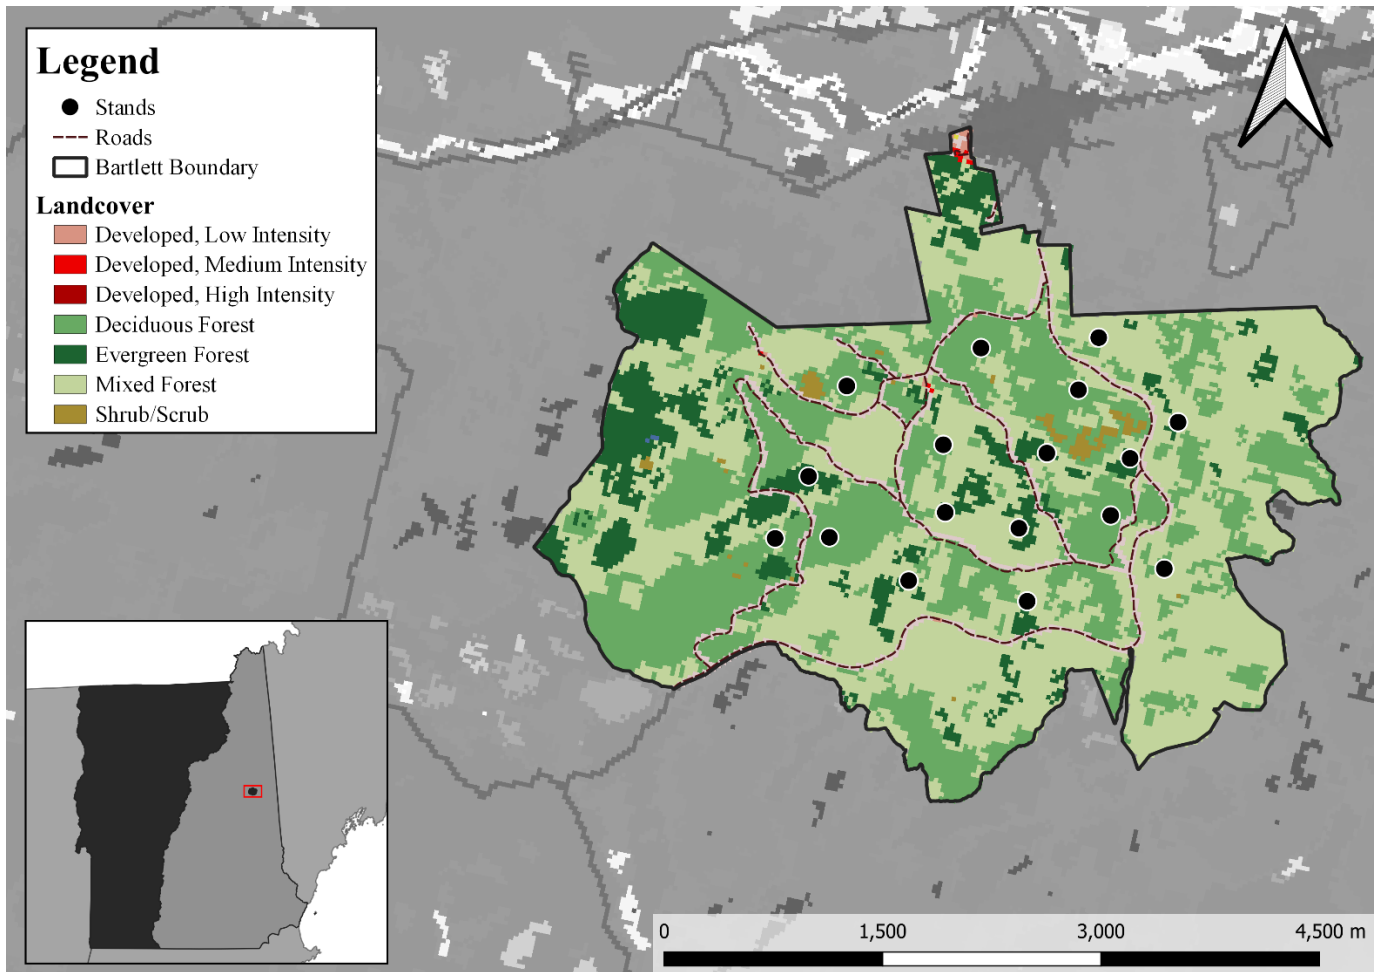 Legend
Stands
Roads
Bartlett Boundary
Landcover
Developed, Low Intensity
Developed, Medium Intensity
Developed, High Intensity
Deciduous Forest
Evergreen Forest
Mixed Forest
Shrub/Scrub
0 1,500 3,000 4,500 m